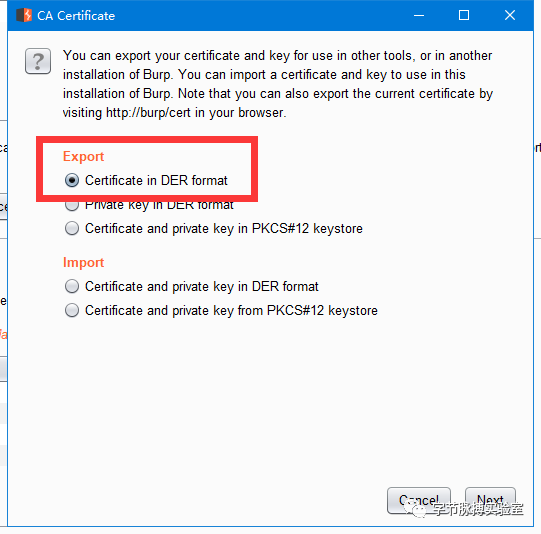 CA Certificate
You can export your certificate and key for use in other tools, or in another
installation of Burp. You can import a certificate and key to use in this
installation of Burp. Note that you can also export the current certificate by
visiting http://burp/cert in your browser.
Export
Certificate in DER format
Private key in DER format
Certificate and private key in PKCS#12 keystore
Import
Certificate and private key in DER format
Certificate and private key from PKCS#12 keystore
Cancel
Next
字节脉搏实验室